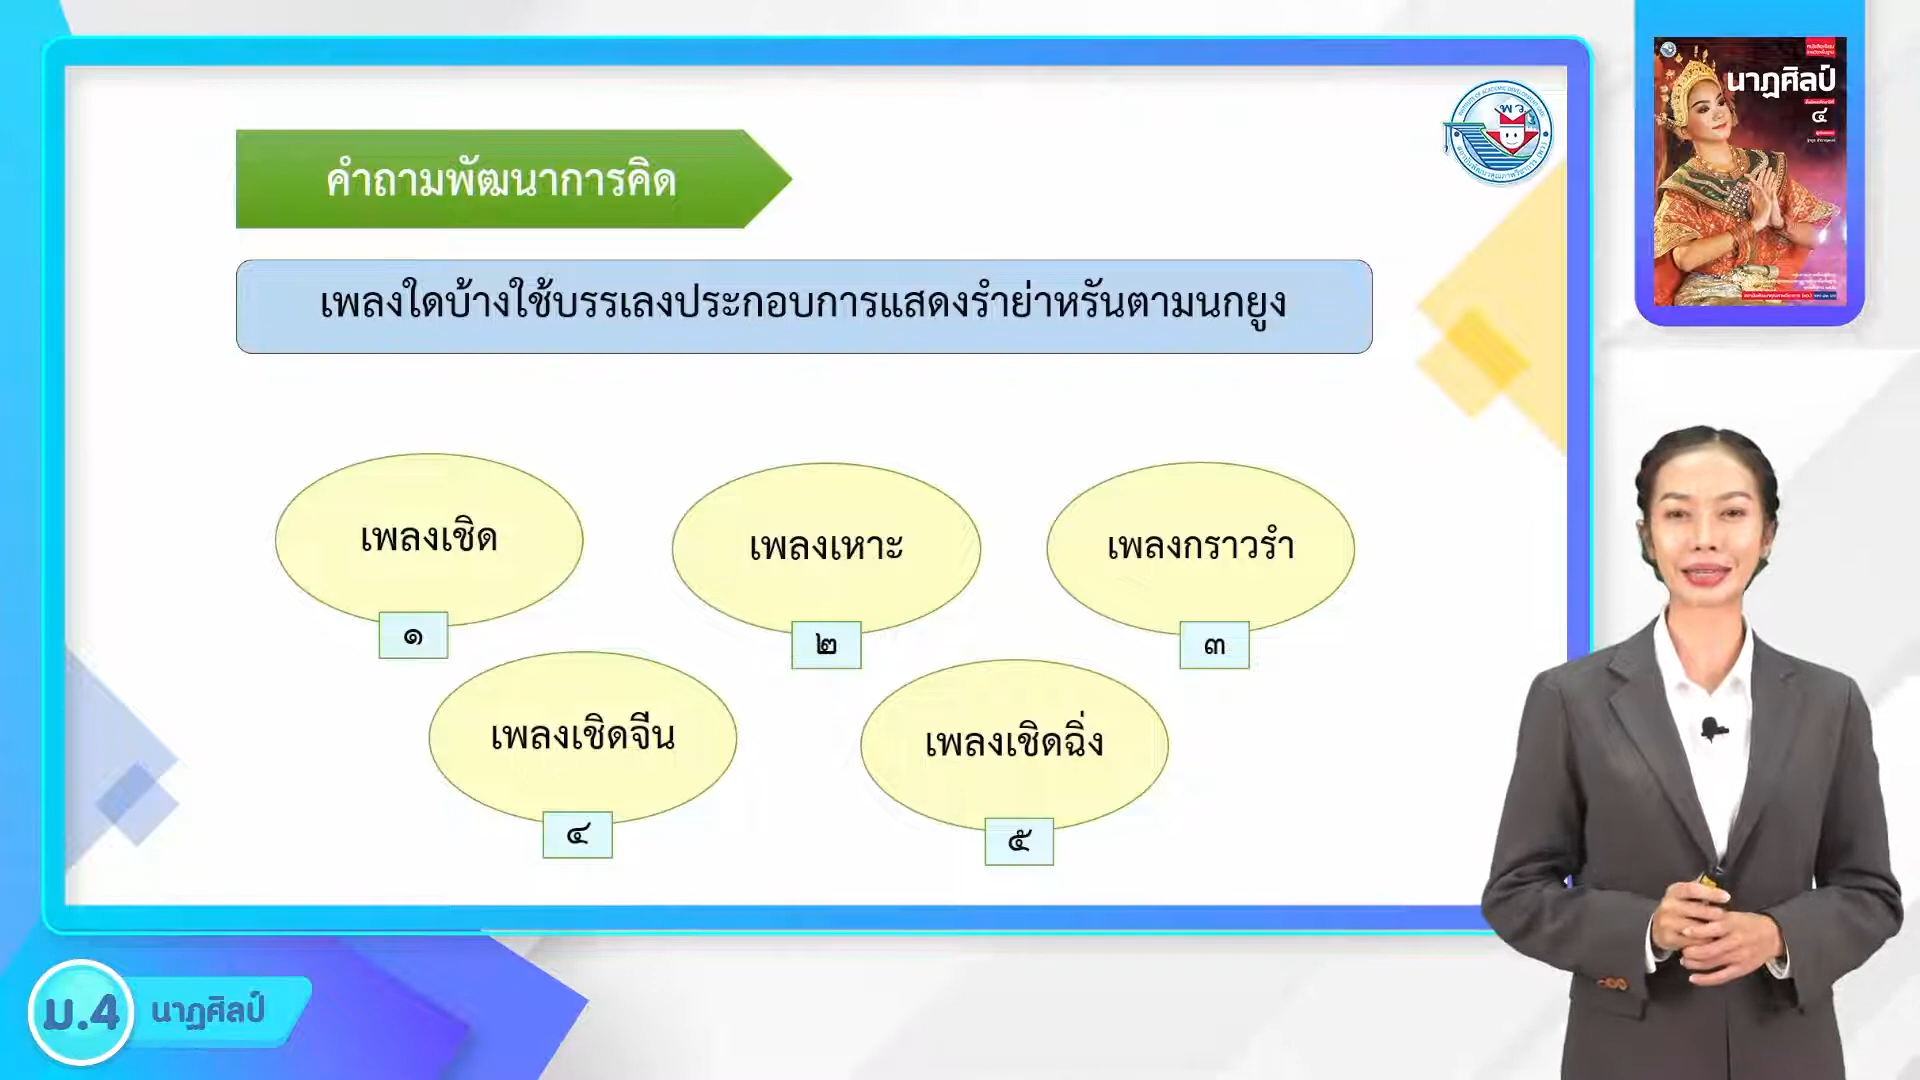 คำถามพัฒนาการคิด
เพลงใดบ้างใช้บรรเลงประกอบการแสดงรำย่าหรันตามนกยูง
เพลงเชิด
เพลงเหาะ
เพลงกราวรำ
๑
๒
๓
เพลงเชิดจีน
เพลงเชิดฉิ่ง
๔
๕
พว
นาฏศิลป์
๔
ม.4 นาฏศิลป์